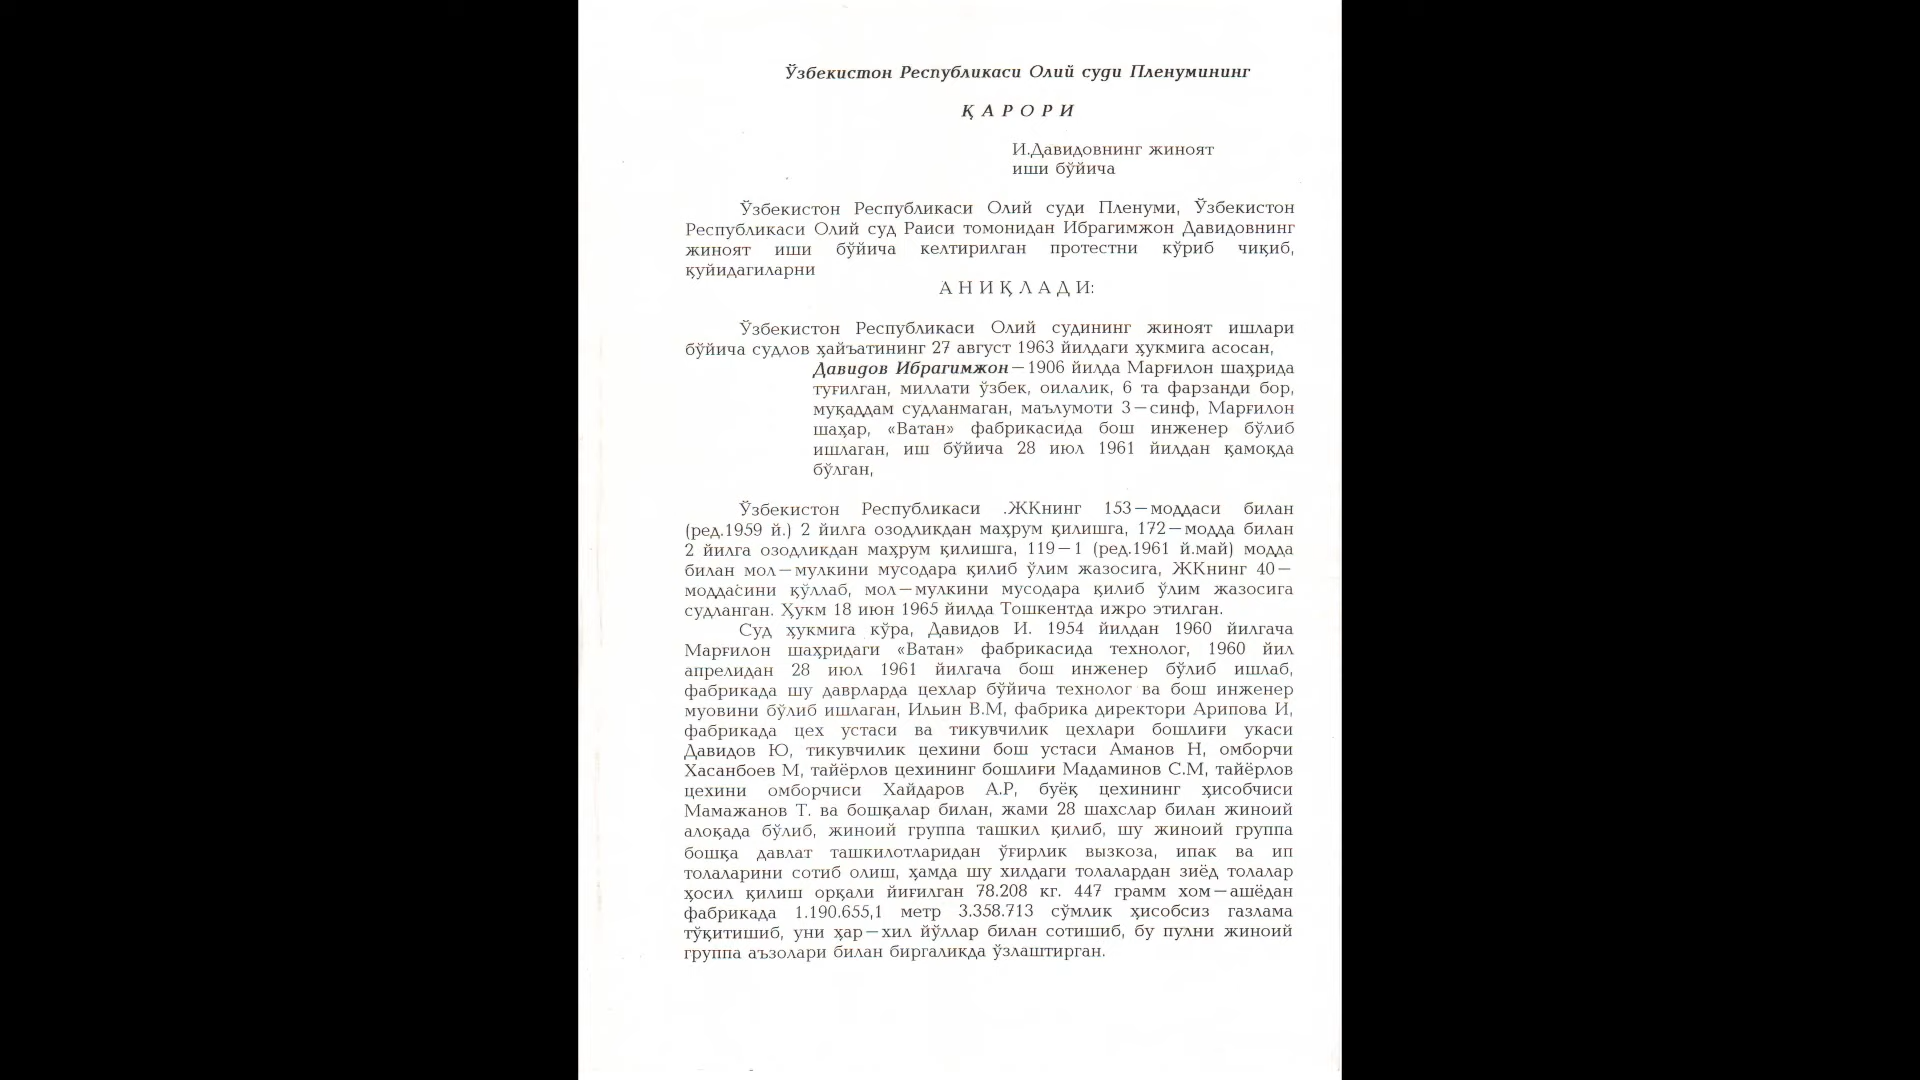 Ўзбекистон Республикаси Олий суди Пленумининг
Қ А Р О Р И
И.Давидовнинг жиноят
иши бўйича
Ўзбекистон Республикаси Олий суди Пленуми, Ўзбекистон
Республикаси Олий суд Раиси томонидан Ибрагимжон Давидовнинг
жиноят иши бўйича келтирилган протестни кўриб чиқиб,
қуйидагиларни
А Н И Қ Л А Д И:
Ўзбекистон Республикаси Олий судининг жиноят ишлари
бўйича судлов ҳайъатининг 27 август 1963 йилдаги ҳукмига асосан,
Давидов Ибрагимжон—1906 йилда Марғилон шаҳрида
туғилган, миллати ўзбек, оилалик, 6 та фарзанди бор,
муқаддам судланмаган, маълумоти 3—синф, Марғилон
шаҳар, «Ватан» фабрикасида бош инженер бўлиб
ишлаган, иш бўйича 28 июл 1961 йилдан қамоқда
бўлган,
Ўзбекистон Республикаси .ЖКнинг 153—моддаси билан
(ред.1959 й.) 2 йилга озодликдан маҳрум қилишга, 172—модда билан
2 йилга озодликдан маҳрум қилишга, 119—1 (ред.1961 й.май) модда
билан мол—мулкини мусодара қилиб ўлим жазосига, ЖКнинг 40—
моддасини қўллаб, мол—мулкини мусодара қилиб ўлим жазосига
судланган. Ҳукм 18 июн 1965 йилда Тошкентда ижро этилган.
Суд ҳукмига кўра, Давидов И. 1954 йилдан 1960 йилгача
Марғилон шаҳридаги «Ватан» фабрикасида технолог, 1960 йил
апрелидан 28 июл 1961 йилгача бош инженер бўлиб ишлаб,
фабрикада шу даврларда цехлар бўйича технолог ва бош инженер
муовини бўлиб ишлаган, Ильин В.М, фабрика директори Арипова И,
фабрикада цех устаси ва тикувчилик цехлари бошлиғи укаси
Давидов Ю, тикувчилик цехини бош устаси Аманов Н, омборчи
Хасанбоев М, тайёрлов цехининг бошлиғи Мадаминов С.М, тайёрлов
цехини омборчиси Хайдаров А.Р, буёқ цехининг ҳисобчиси
Мамажанов Т. ва бошқалар билан, жами 28 шахслар билан жиноий
алоқада бўлиб, жиноий группа ташкил қилиб, шу жиноий группа
бошқа давлат ташкилотларидан ўғирлик вызкоза, ипак ва ип
толаларини сотиб олиш, ҳамда шу хилдаги толалардан зиёд толалар
ҳосил қилиш орқали йиғилган 78.208 кг. 447 грамм хом—ашёдан
фабрикада 1.190.655,1 метр 3.358.713 сўмлик ҳисобсиз газлама
тўқитишиб, уни ҳар—хил йўллар билан сотишиб, бу пулни жиноий
группа аъзолари билан биргаликда ўзлаштирган.